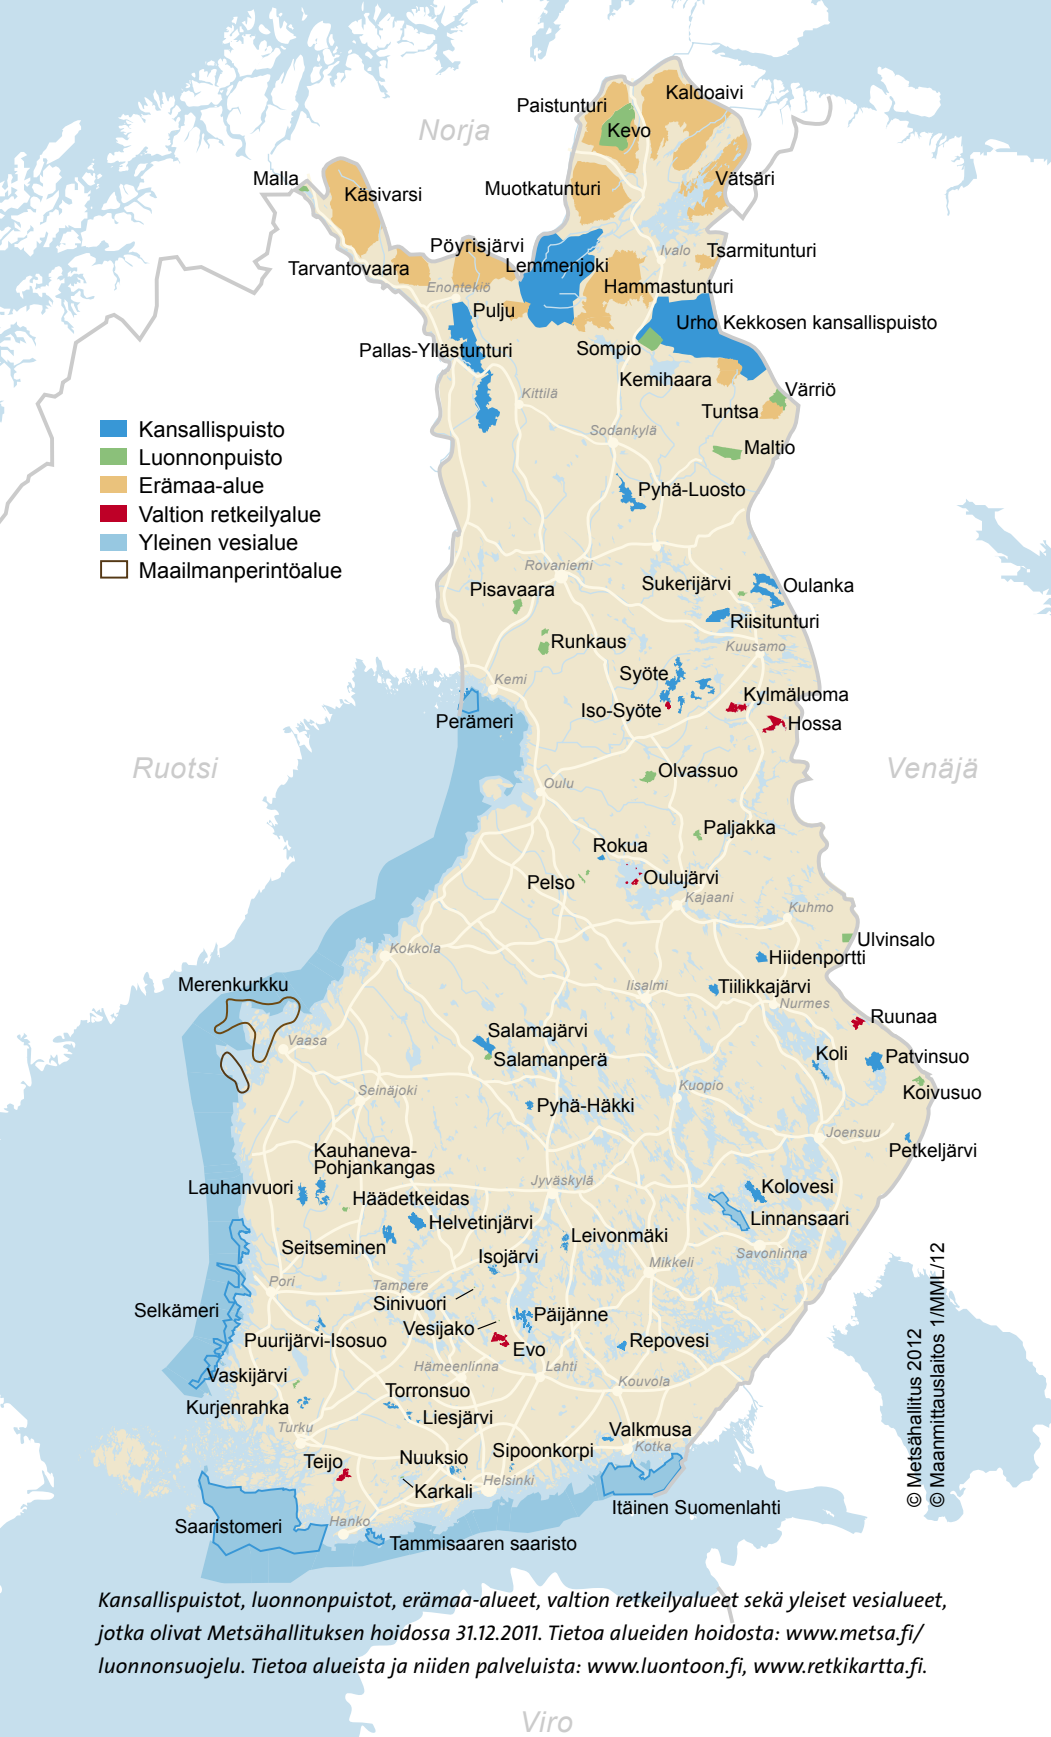 Kaldoaivi
Paistunturi
Kevo
Norja
Malla
Käsivarsi
Muotkatunturi
Vätsäri
Pöyrisjärvi
Ivalo
Tsarmitunturi
Tarvantovaara
Lemmenjoki
Enontekiö
Hammastunturi
Pulju
Urho Kekkosen kansallispuisto
Pallas-Yllästunturi
Sompio
Kemihaara
Kittilä
Värriö
Tuntsa
Sodankylä
Maltio
Kansallispuisto
Luonnonpuisto
Erämaa-alue
Valtion retkeilyalue
Yleinen vesialue
Maailmanperintöalue
Pyhä-Luosto
Rovaniemi
Pisavaara
Sukerijärvi
Oulanka
Riisitunturi
Runkaus
Kuusamo
Syöte
Kemi
Kylmäluoma
Iso-Syöte
Perämeri
Hossa
Ruotsi
Venäjä
Olvassuo
Oulu
Paljakka
Rokua
Pelso
Oulujärvi
Kajaani
Kuhmo
Ulvinsalo
Kokkola
Hiidenportti
Merenkurkku
Iisalmi
Tiilikkajärvi
Nurmes
Ruunaa
Vaasa
Salamajärvi
Salamanperä
Koli
Patvinsuo
Seinäjoki
Kuopio
Koivusuo
Pyhä-Häkki
Joensuu
Petkeljärvi
Kauhaneva-
Pohjankangas
Lauhanvuori
Jyväskylä
Kolovesi
Häädetkeidas
Helvetinjärvi
Linnansaari
Leivonmäki
Seitseminen
Isojärvi
Savonlinna
Mikkeli
Pori
Tampere
Sinivuori
Selkämeri
Päijänne
Vesijako
Puurijärvi-Isosuo
Evo
Repovesi
Hämeenlinna
Lahti
Vaskijärvi
Kouvola
Torronsuo
Kurjenrahka
Liesjärvi
Turku
Valkmusa
Kotka
Teijo
Nuuksio
Sipoonkorpi
Helsinki
Karkali
Itäinen Suomenlahti
Saaristomeri
Hanko
Tammisaaren saaristo
© Metsähallitus 2012
© Maanmittauslaitos 1/MML/12
Kansallispuistot, luonnonpuistot, erämaa-alueet, valtion retkeilyalueet sekä yleiset vesialueet,
jotka olivat Metsähallituksen hoidossa 31.12.2011. Tietoa alueiden hoidosta: www.metsa.fi/
luonnonsuojelu. Tietoa alueista ja niiden palveluista: www.luontoon.fi, www.retkikartta.fi.
Viro